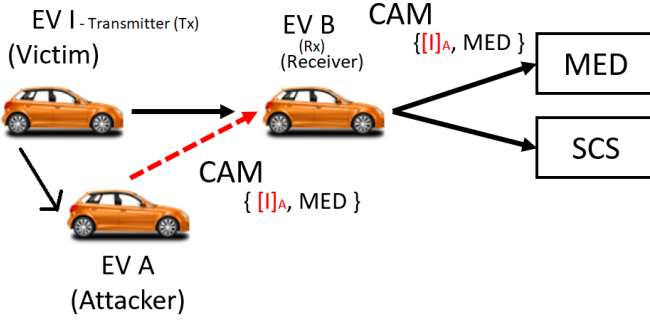 EV I - Transmitter (Tx)
(Victim)
EV B
(Rx)
(Receiver)
CAM
{[I]A, MED }
MED
SCS
CAM
{ [I]A, MED }
EV A
(Attacker)